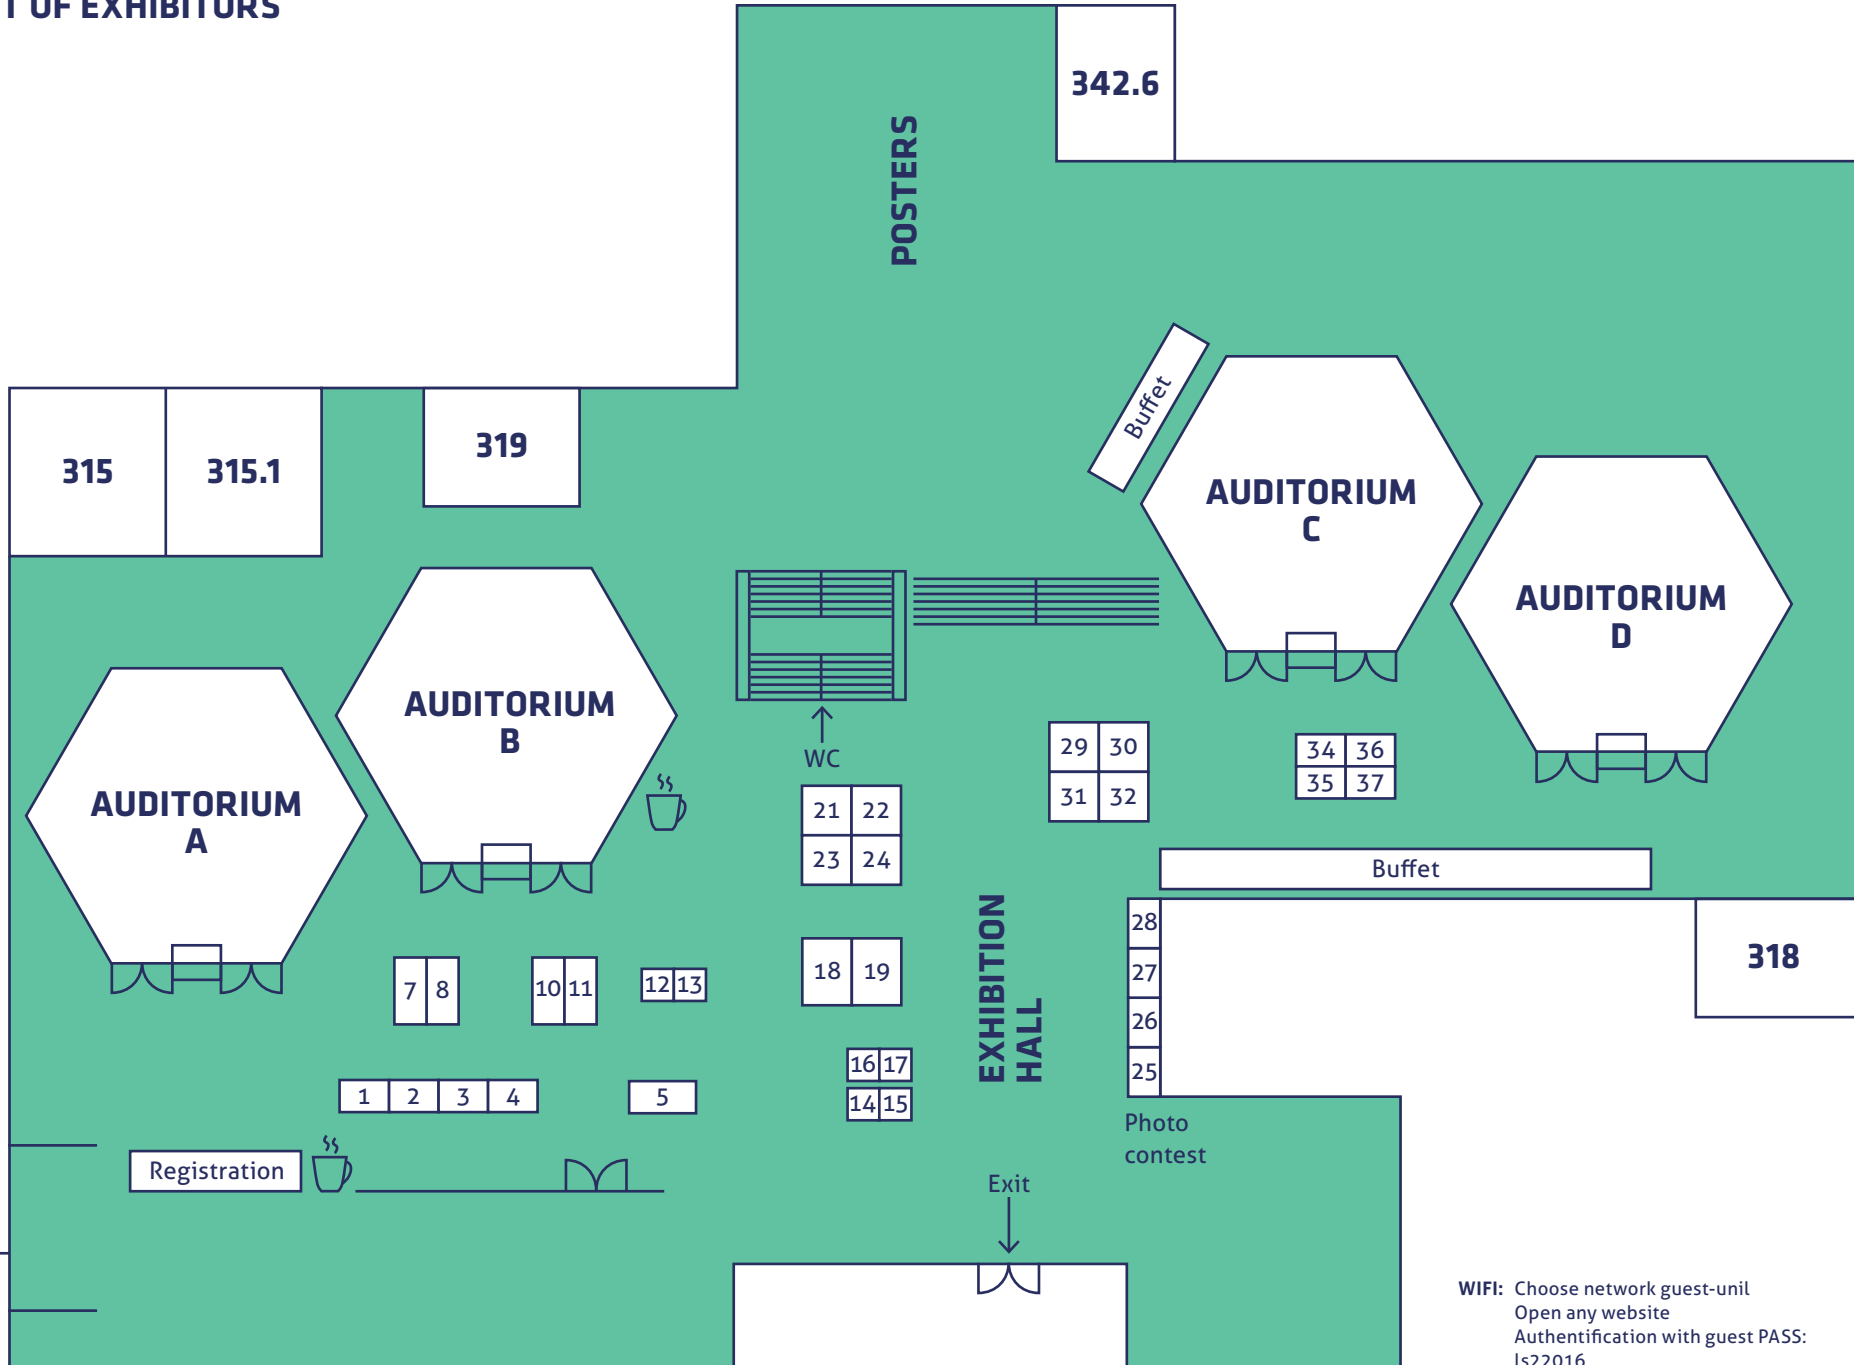 T OF EXHIBITORS
342.6
POSTERS
Buffet
315
315.1
319
AUDITORIUM
C
AUDITORIUM
D
AUDITORIUM
B
AUDITORIUM
A
WC
29 30
31 32
34 36
35 37
21 22
23 24
Buffet
EXHIBITION
HALL
28
27
26
25
318
7 8
10 11
12 13
18 19
16 17
14 15
1 2 3 4
5
Photo
contest
Registration
Exit
WIFI: Choose network guest-unil
Open any website
Authentification with guest PASS:
ls22016